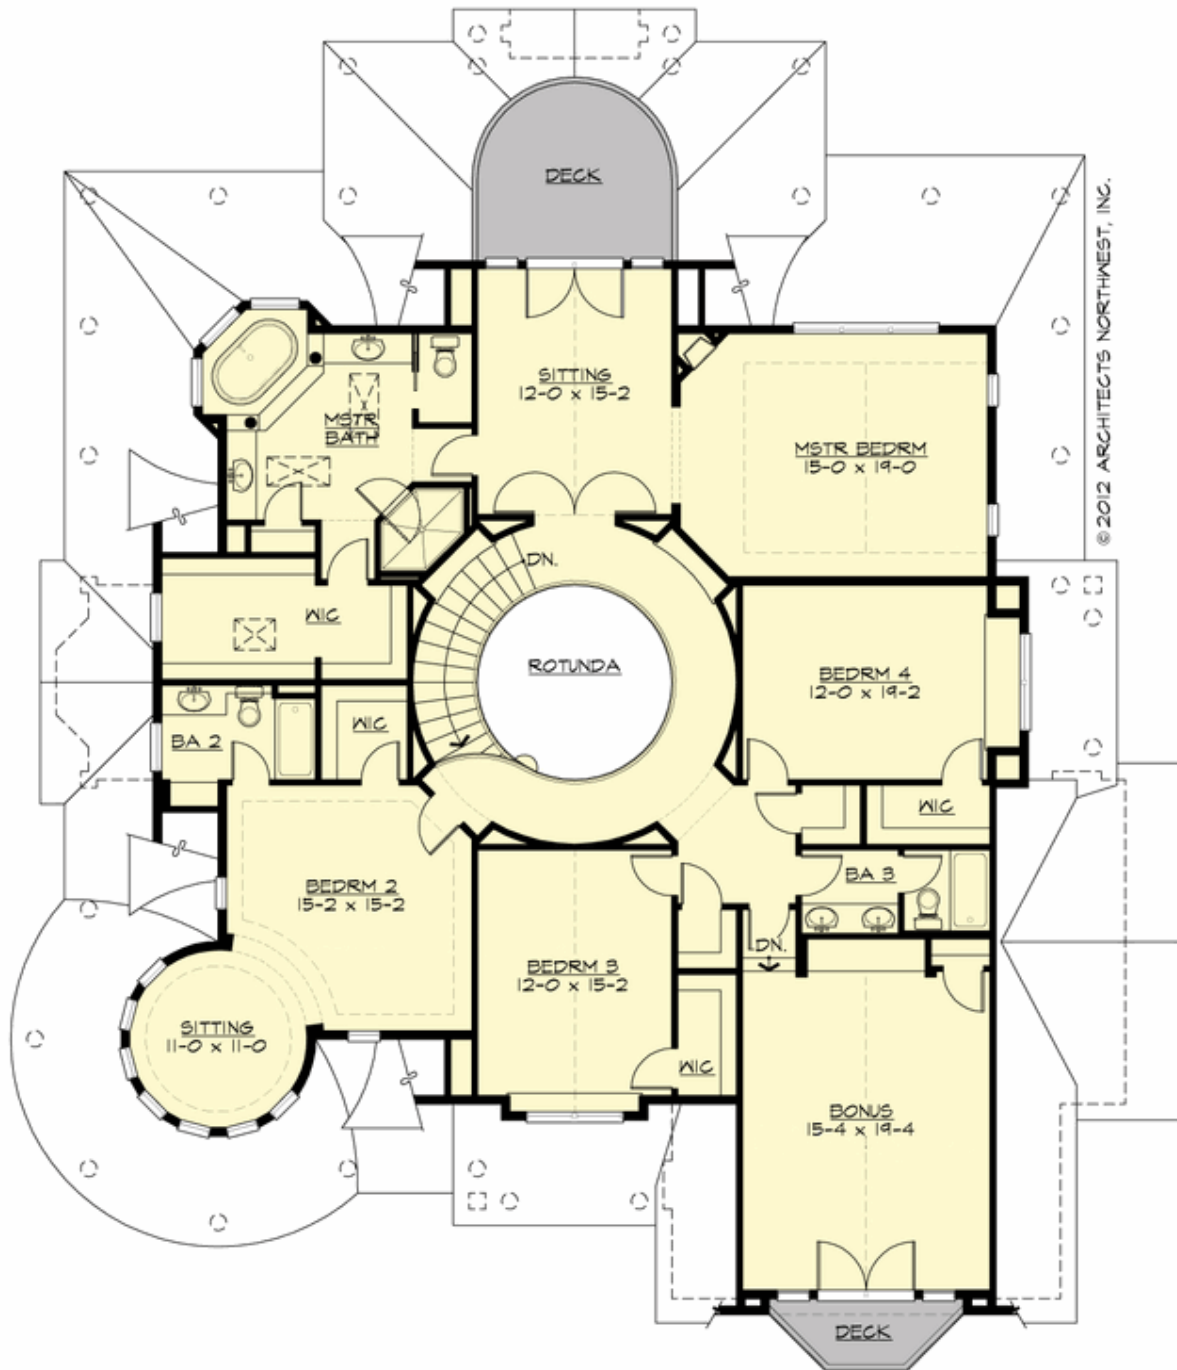 DECK
© 2012 ARCHITECTS NORTHWEST, INC.
SITTING
12-0 x 15-2
MSTR
BATH
MSTR BEDRM
15-0 x 19-0
DN.
WIC
ROTUNDA
BEDRM 4
12-0 x 19-2
WIC
BA 2
WIC
BEDRM 2
15-2 x 15-2
BA 3
DN.
BEDRM 3
12-0 x 15-2
SITTING
11-0 x 11-0
WIC
BONUS
15-4 x 19-4
DECK